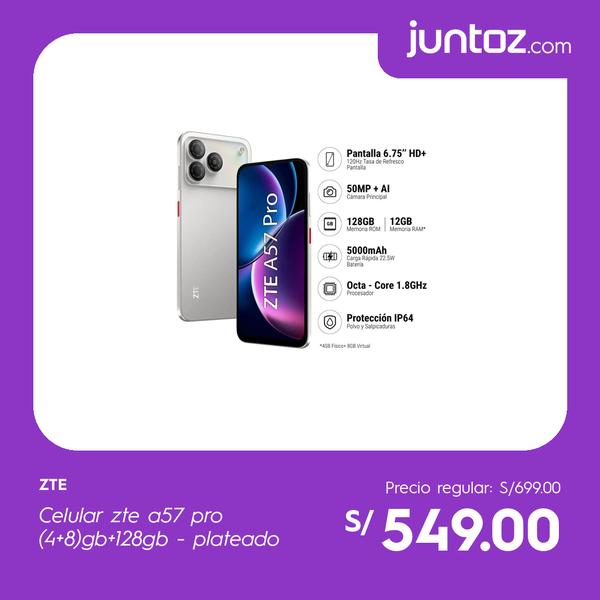 juntoz.com
ZTE A57 Pro
ZTE
Pantalla 6.75” HD+
120Hz Tasa de Refresco
Pantalla
50MP + AI
Cámara Principal
GB
128GB | 12GB
Memoria ROM | Memoria RAM*
5000mAh
Carga Rápida 22.5W
Batería
Octa - Core 1.8GHz
Procesador
Protección IP64
Polvo y Salpicaduras
*4GB Físico+ 8GB Virtual
ZTE
Celular zte a57 pro
(4+8)gb+128gb - plateado
Precio regular: S/699.00
S/ 549.00